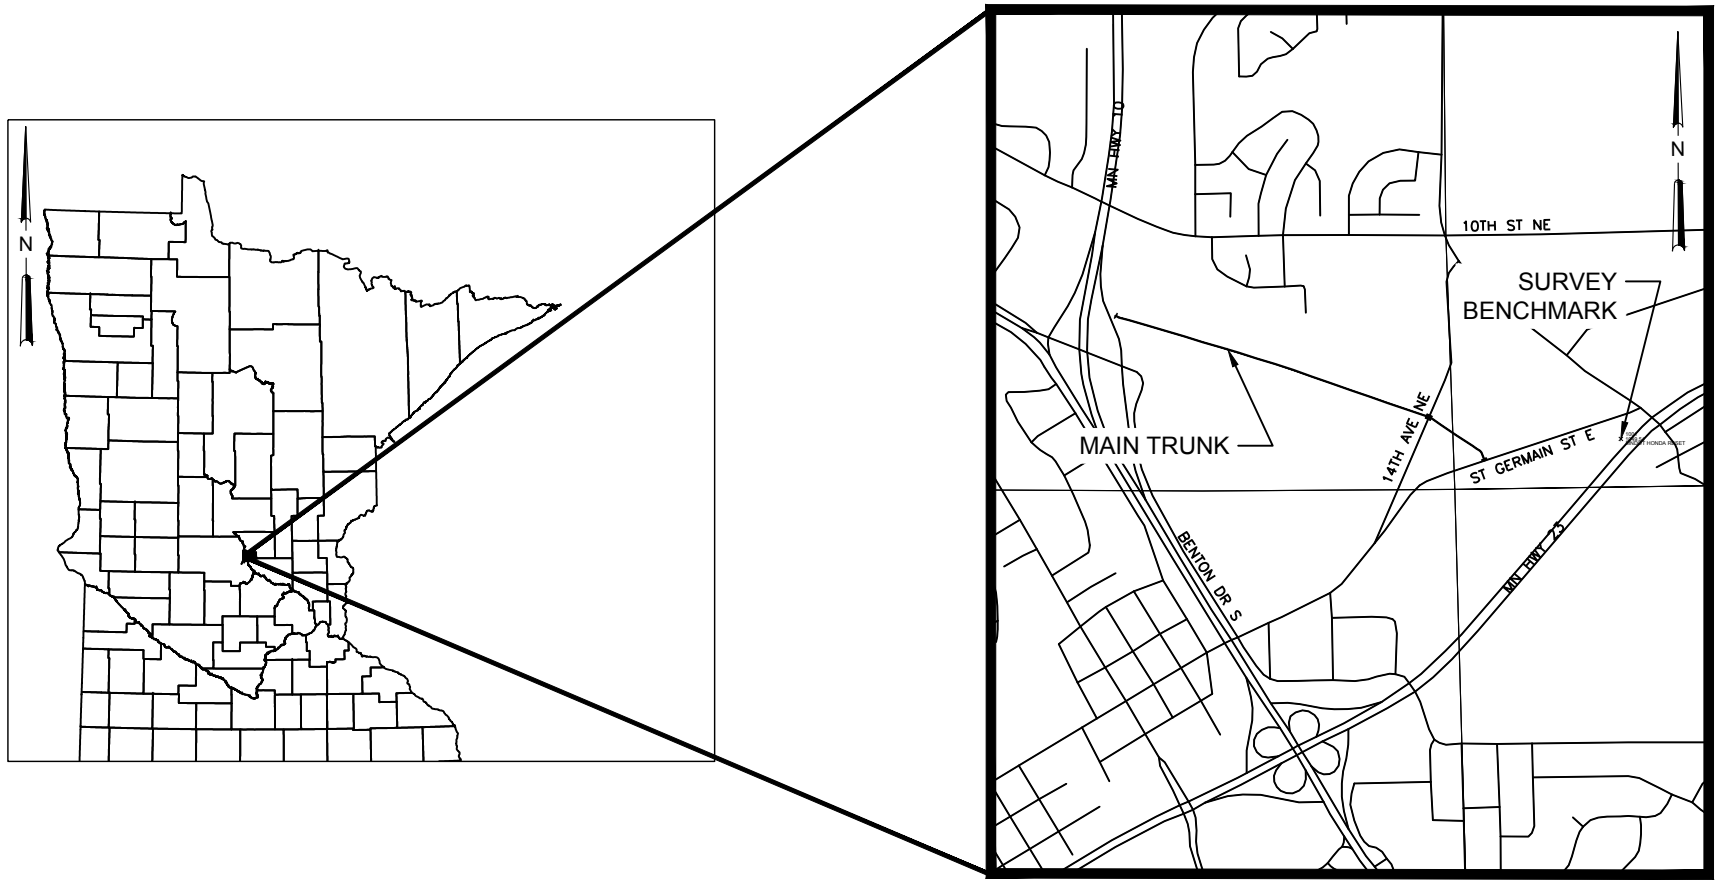 N
N
MN HWY 10
10TH ST NE
SURVEY
BENCHMARK
MAIN TRUNK
14TH AVE NE
ST GERMAIN ST E
BENTON DR S
MN HWY 23